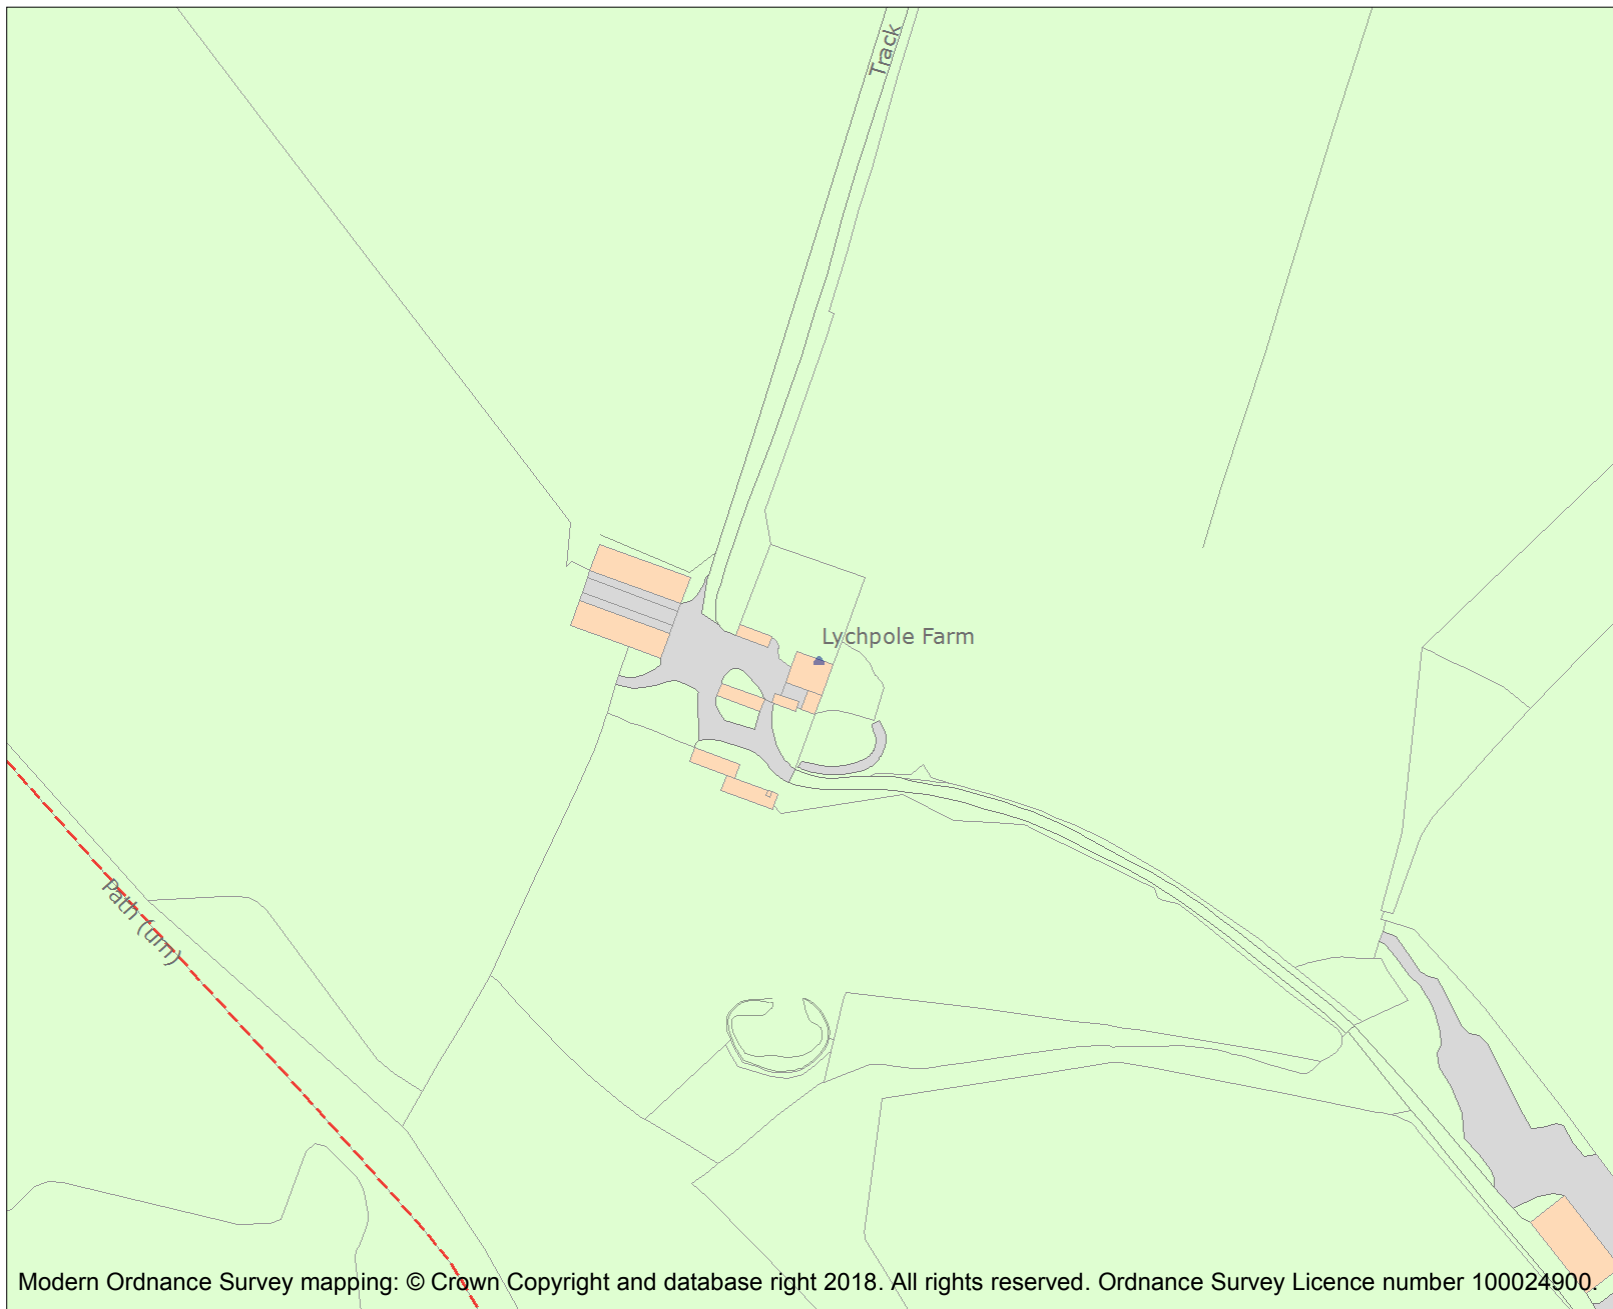 Track
Lychpole Farm
Path (um)
Modern Ordnance Survey mapping: © Crown Copyright and database right 2018. All rights reserved. Ordnance Survey Licence number 100024900.